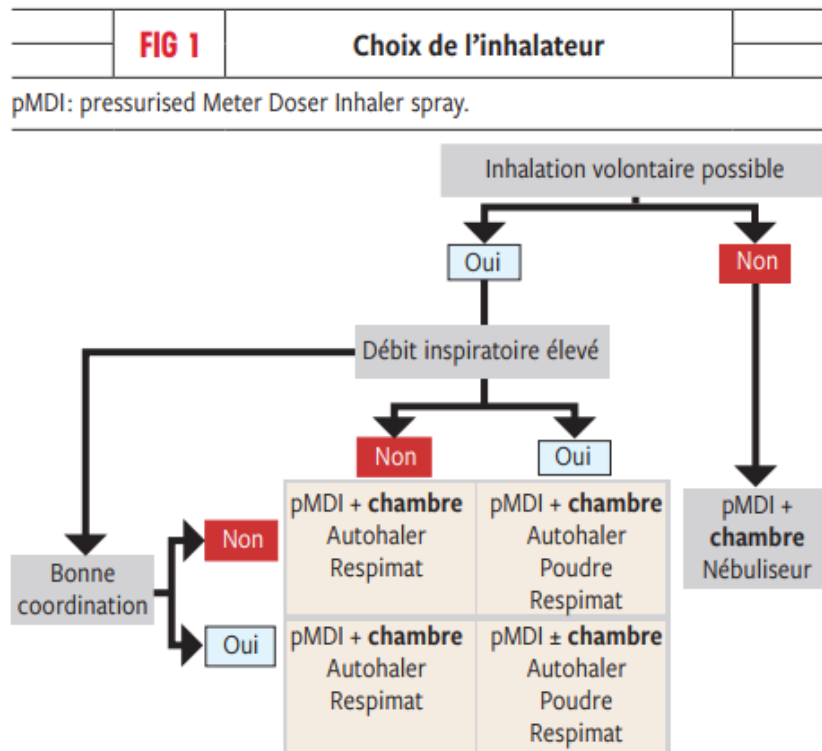 FIG 1
Choix de l'inhalateur
pMDI: pressurised Meter Doser Inhaler spray.
Inhalation volontaire possible
Oui
Non
Débit inspiratoire élevé
Non
Oui
pMDI + chambre
Autohaler
Respimat
pMDI + chambre
Autohaler
Poudre
Respimat
pMDI +
chambre
Nébuliseur
Bonne
coordination
Non
Oui
pMDI + chambre
Autohaler
Respimat
pMDI ± chambre
Autohaler
Poudre
Respimat